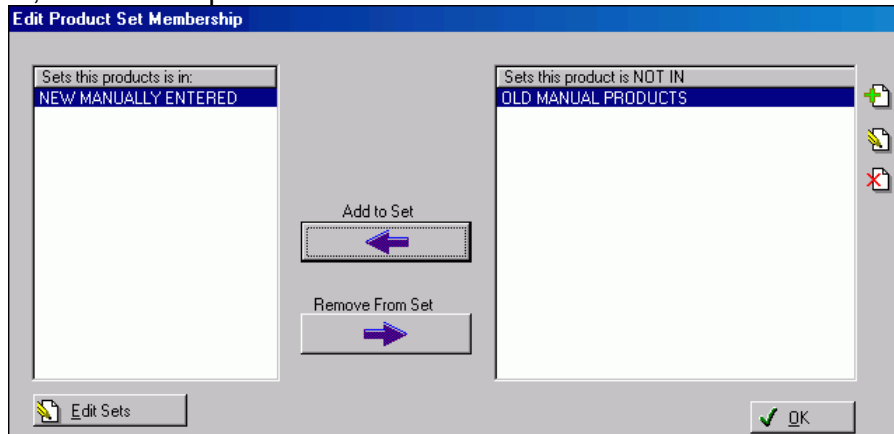 Edit Product Set Membership
Sets this products is in:
NEW MANUALLY ENTERED
Sets this product is NOT IN
OLD MANUAL PRODUCTS
Add to Set
Remove From Set
Edit Sets
OK